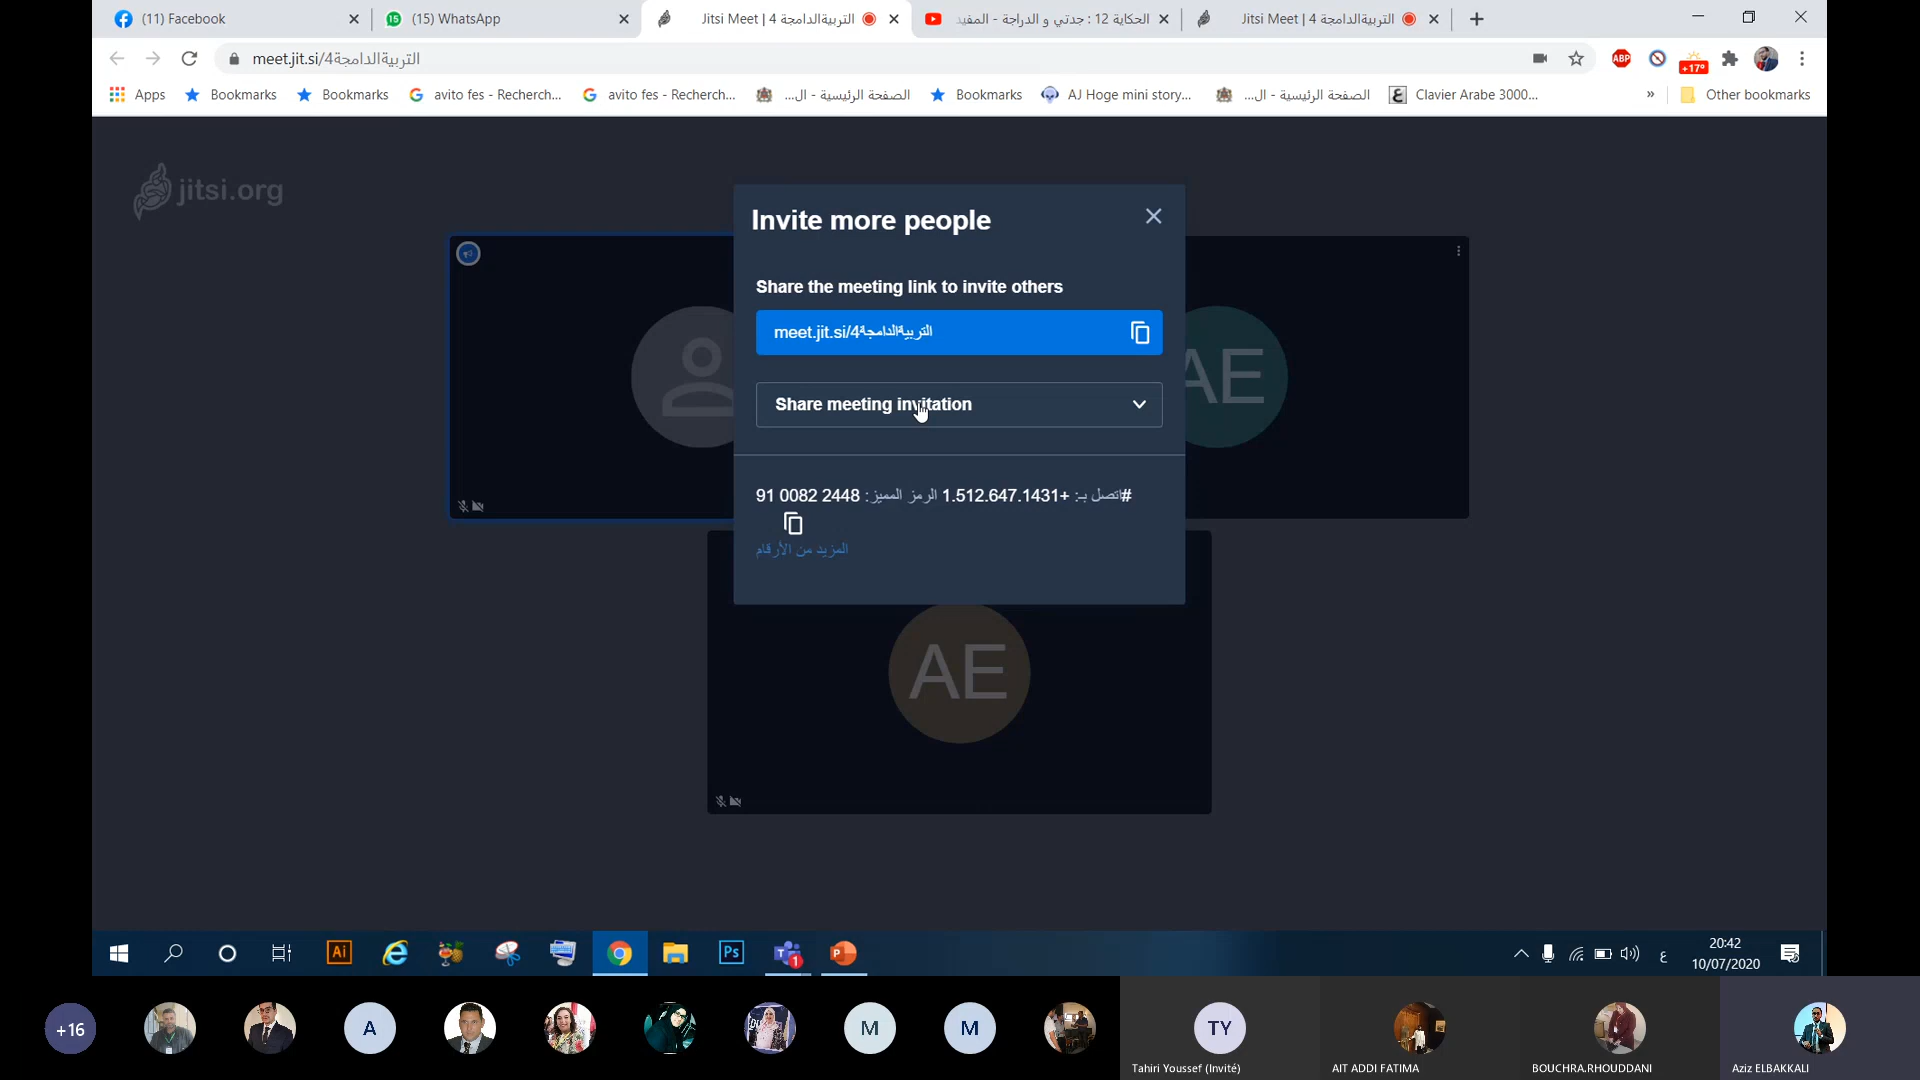 (11) Facebook
(15) WhatsApp
Jitsi Meet | 4 التربيةالدامجة
الحكاية 12 : جدتي و الدراجة - المفيد
Jitsi Meet | 4 التربيةالدامجة
meet.jit.si/التربيةالدامجة4
ABP
+17°
Apps
Bookmarks
Bookmarks
avito fes - Recherch...
avito fes - Recherch...
الصفحة الرئيسية - ال...
Bookmarks
AJ Hoge mini story...
الصفحة الرئيسية - ال...
Clavier Arabe 3000...
»
Other bookmarks
jitsi.org
Invite more people
Share the meeting link to invite others
meet.jit.si/التربيةالدامجة4
Share meeting invitation
اتصل بـ: +1.512.647.1431 الرمز المميز: 2448 0082 91#
المزيد من الأرقام
AE
AE
Ai
Ps
1
ع
20:42
10/07/2020
+16
A
M
M
TY
Tahiri Youssef (Invité)
AIT ADDI FATIMA
BOUCHRA.RHOUDDANI
Aziz ELBAKKALI